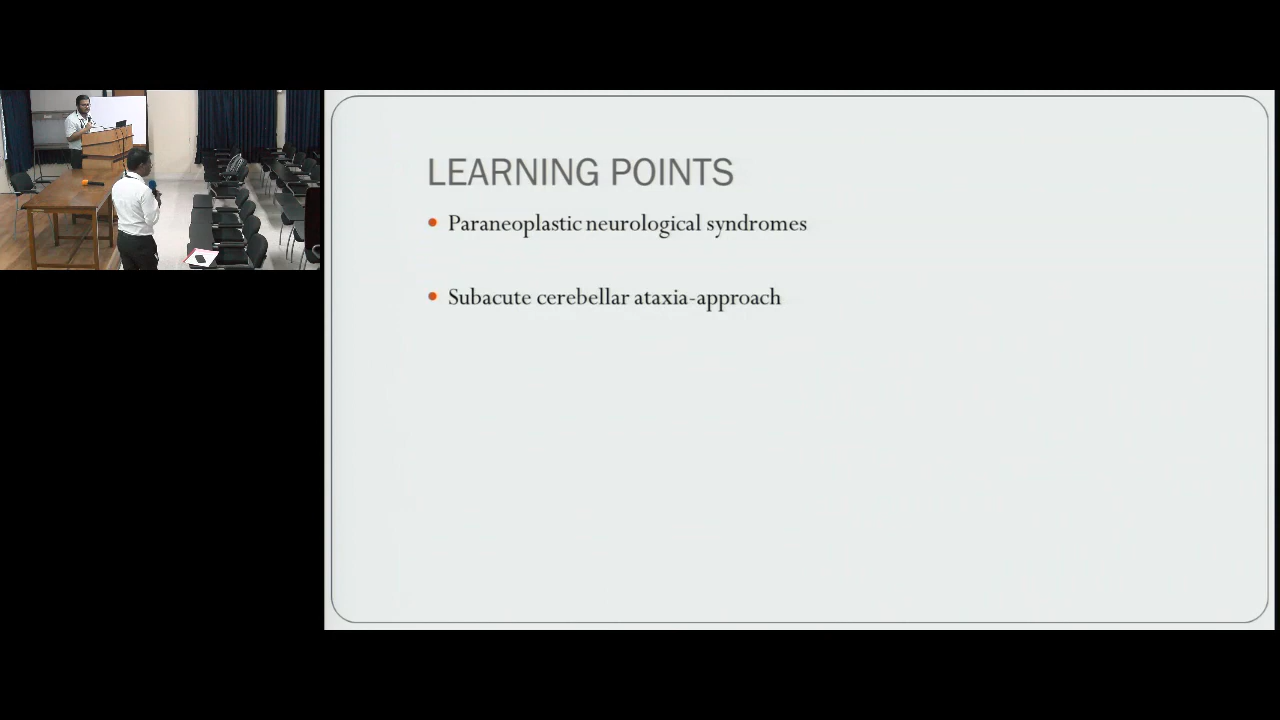 LEARNING POINTS
Paraneoplastic neurological syndromes
Subacute cerebellar ataxia-approach